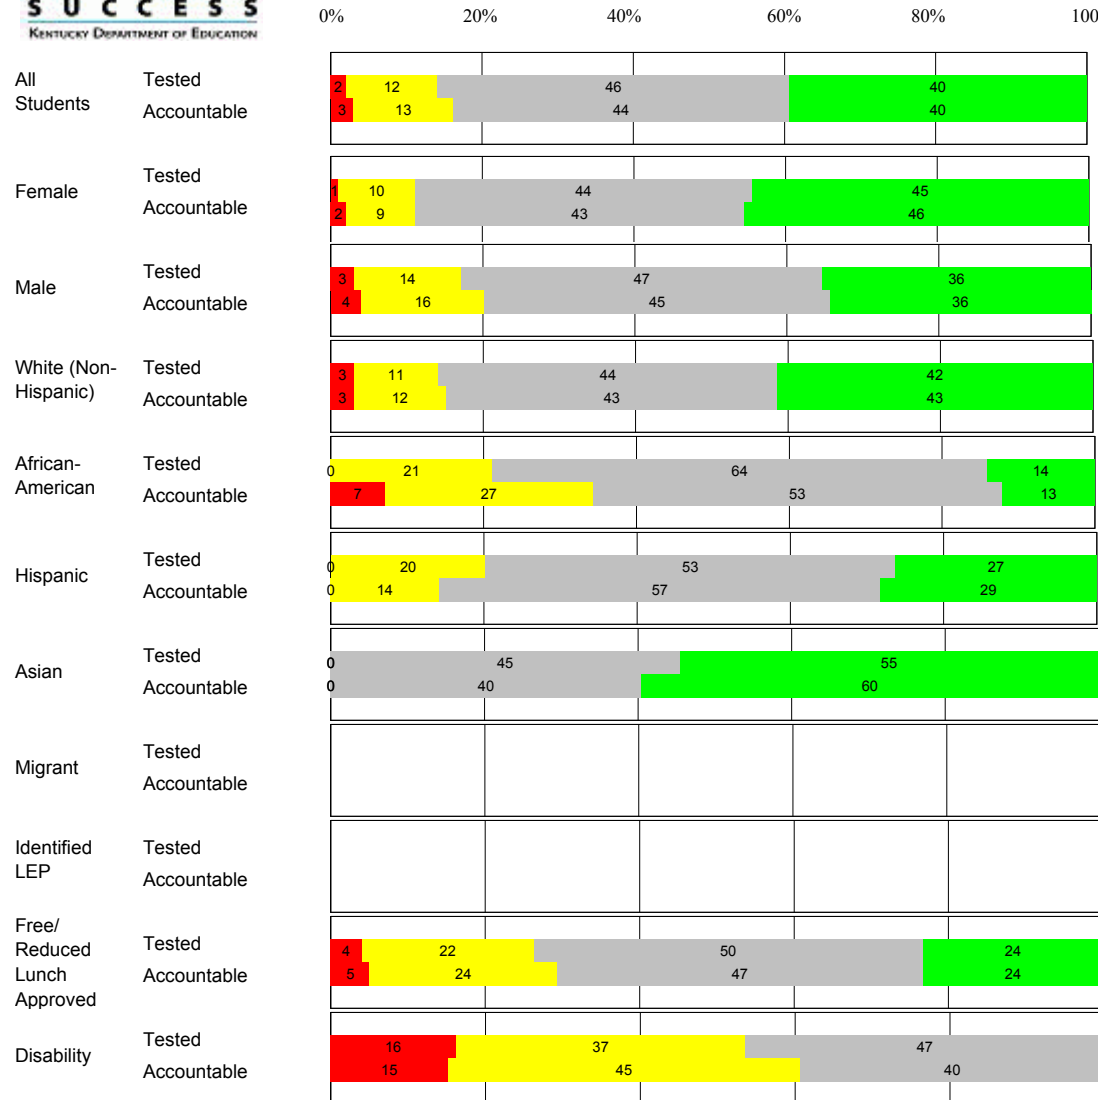 SUCCESS
KENTUCKY DEPARTMENT OF EDUCATION
0% 20% 40% 60% 80% 100
All Students
Tested 2 12 46 40
Accountable 3 13 44 40
Female
Tested 1 10 44 45
Accountable 2 9 43 46
Male
Tested 3 14 47 36
Accountable 4 16 45 36
White (Non-
Hispanic)
Tested 3 11 44 42
Accountable 3 12 43 43
African-
American
Tested 0 21 64 14
Accountable 7 27 53 13
Hispanic
Tested 0 20 53 27
Accountable 0 14 57 29
Asian
Tested 0 45 55
Accountable 0 40 60
Migrant
Tested
Accountable
Identified
LEP
Tested
Accountable
Free/
Reduced
Lunch
Approved
Tested 4 22 50 24
Accountable 5 24 47 24
Disability
Tested 16 37 47
Accountable 15 45 40